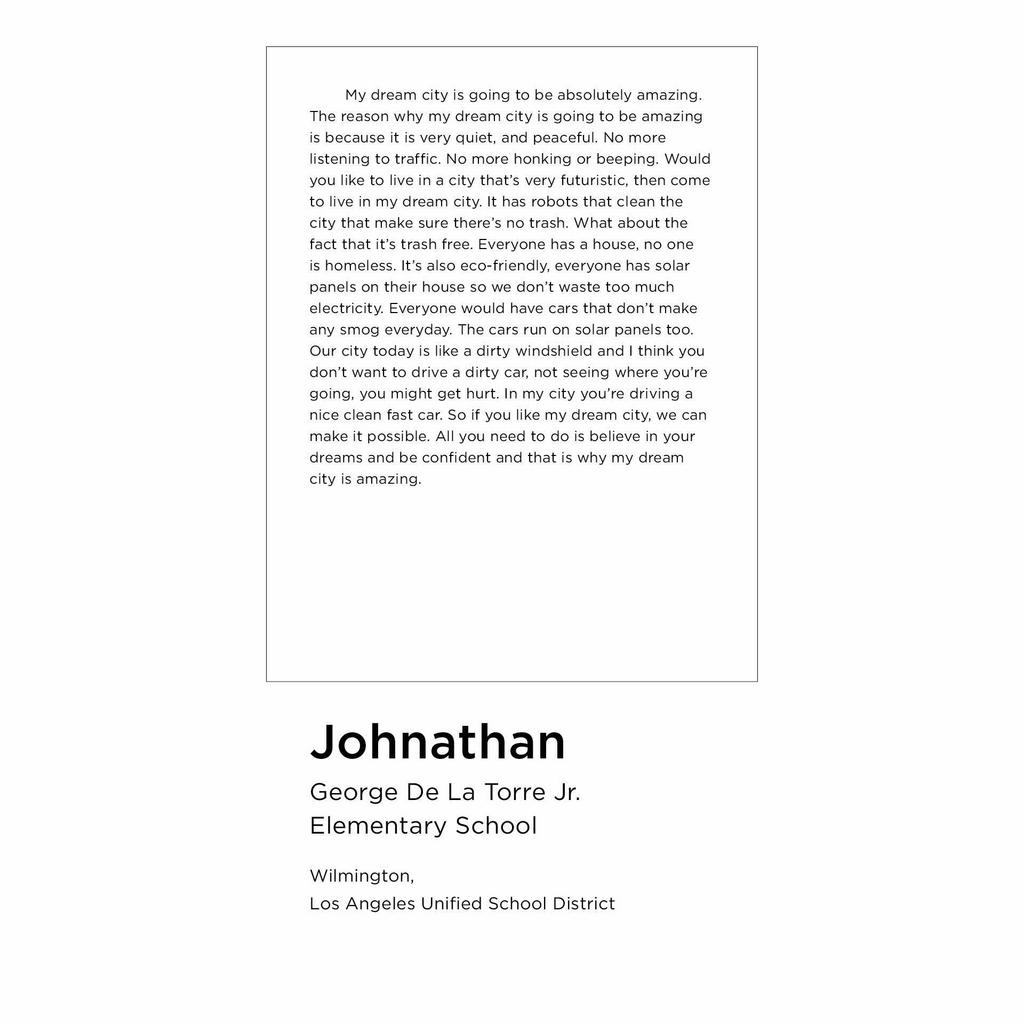 My dream city is going to be absolutely amazing.
The reason why my dream city is going to be amazing
is because it is very quiet, and peaceful. No more
listening to traffic. No more honking or beeping. Would
you like to live in a city that's very futuristic, then come
to live in my dream city. It has robots that clean the
city that make sure there's no trash. What about the
fact that it's trash free. Everyone has a house, no one
is homeless. It's also eco-friendly, everyone has solar
panels on their house so we don't waste too much
electricity. Everyone would have cars that don't make
any smog everyday. The cars run on solar panels too.
Our city today is like a dirty windshield and I think you
don't want to drive a dirty car, not seeing where you're
going, you might get hurt. In my city you're driving a
nice clean fast car. So if you like my dream city, we can
make it possible. All you need to do is believe in your
dreams and be confident and that is why my dream
city is amazing.
Johnathan
George De La Torre Jr.
Elementary School
Wilmington,
Los Angeles Unified School District